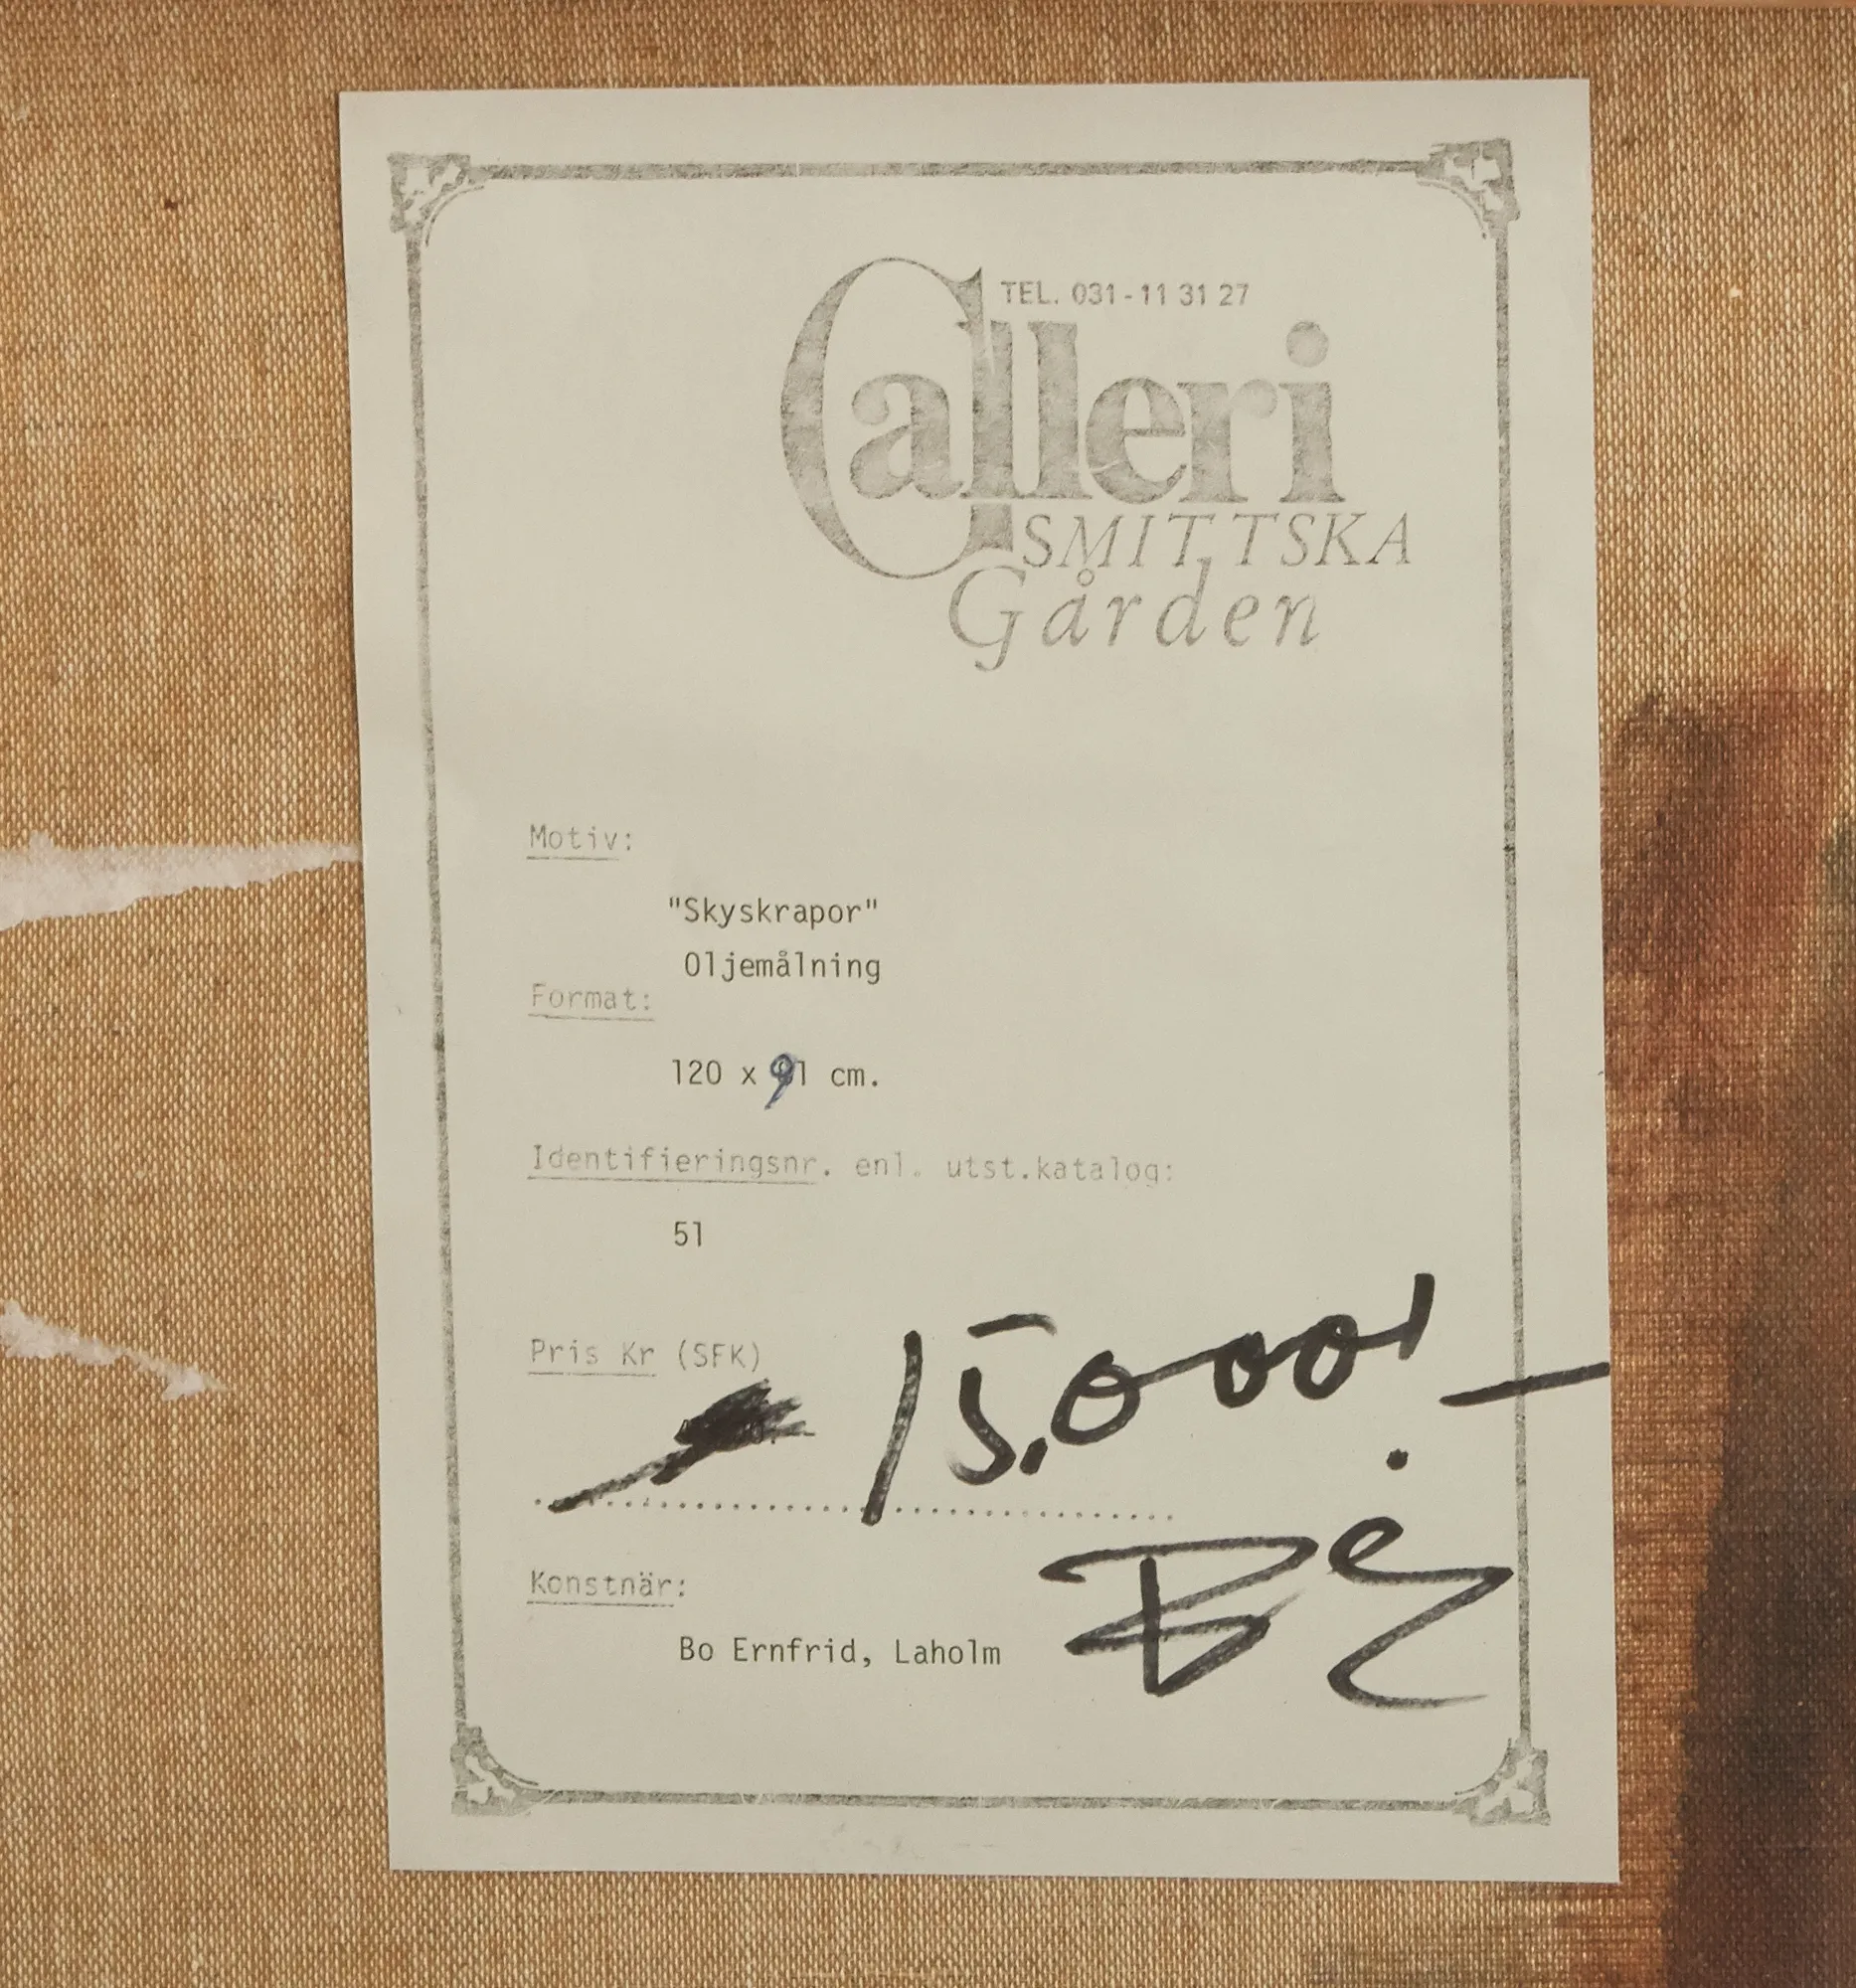 TEL. 031-11 31 27
Galleri
SMITTSKA
Gården
Motiv:
"Skyskrapor"
Oljemålning
Format:
120 x 91 cm.
Identifieringsnr. enl. utst.katalog:
51
Pris Kr (SFK)
15.000:-
Konstnär:
Bo Ernfrid, Laholm